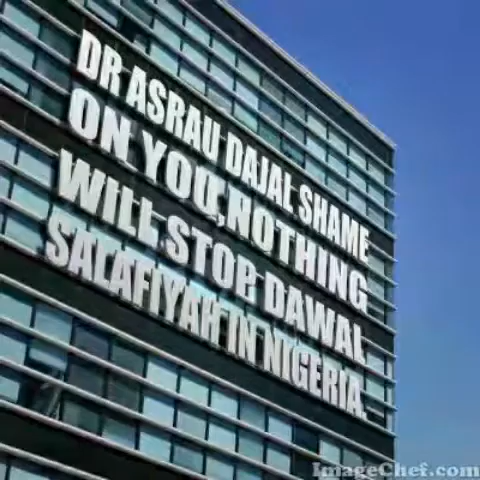 DR ASRAU DAJAL SHAME
ON YOU,NOTHING
WILL STOP DAWAL
SALAFIYAH IN NIGERIA.
ImageChef.com